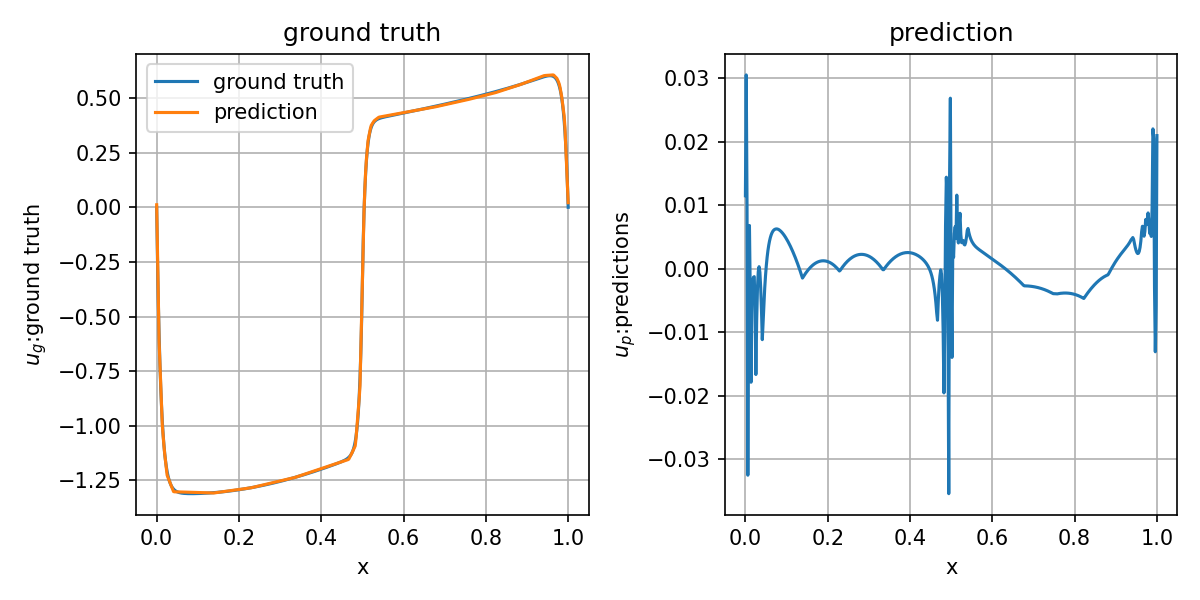 ground truth
ground truth
prediction
0.50
0.25
0.00
−0.25
−0.50
−0.75
−1.00
−1.25
0.0 0.2 0.4 0.6 0.8 1.0
x
u_g:ground truth
prediction
0.03
0.02
0.01
0.00
−0.01
−0.02
−0.03
0.0 0.2 0.4 0.6 0.8 1.0
x
u_p:predictions